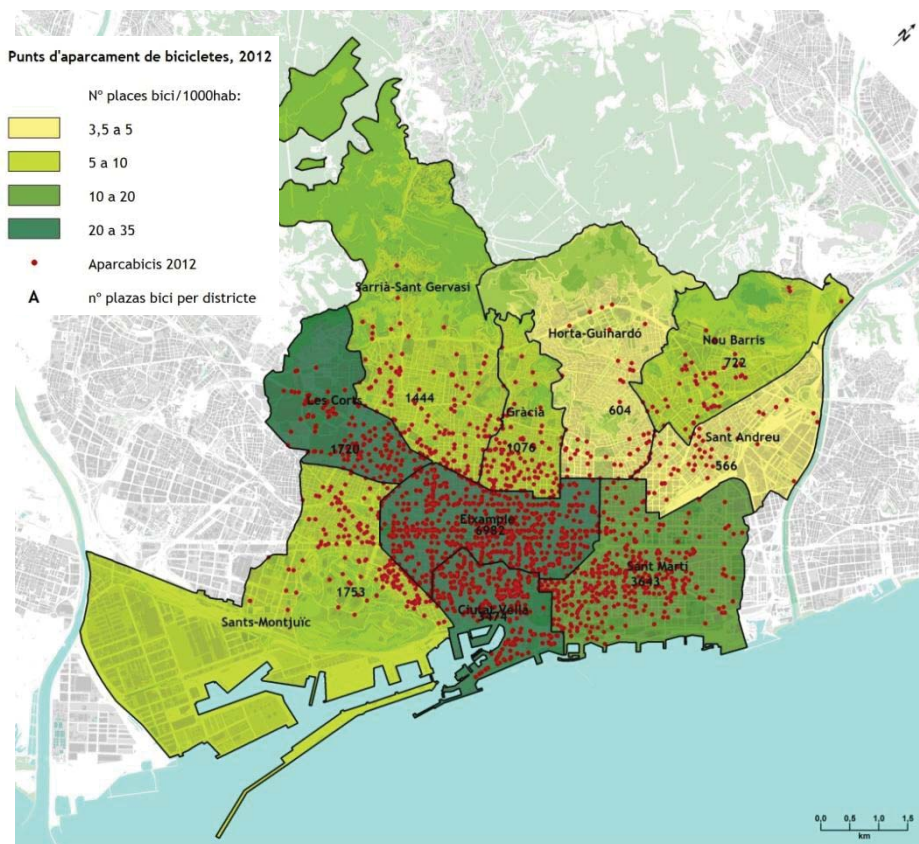 Punts d'aparcament de bicicletes, 2012
Nº places bici/1000hab:
3,5 a 5
5 a 10
10 a 20
20 a 35
Aparcabicis 2012
A nº plazas bici per districte
N
Sarrià-Sant Gervasi
Horta-Guinardó
Nou Barris
722
Les Corts
1444
Gràcia
604
Sant Andreu
1720
1076
566
Eixample
6982
Sant Martí
3643
1753
Ciutat Vella
3474
Sants-Montjuïc
0,0 0,5 1,0 1,5
km